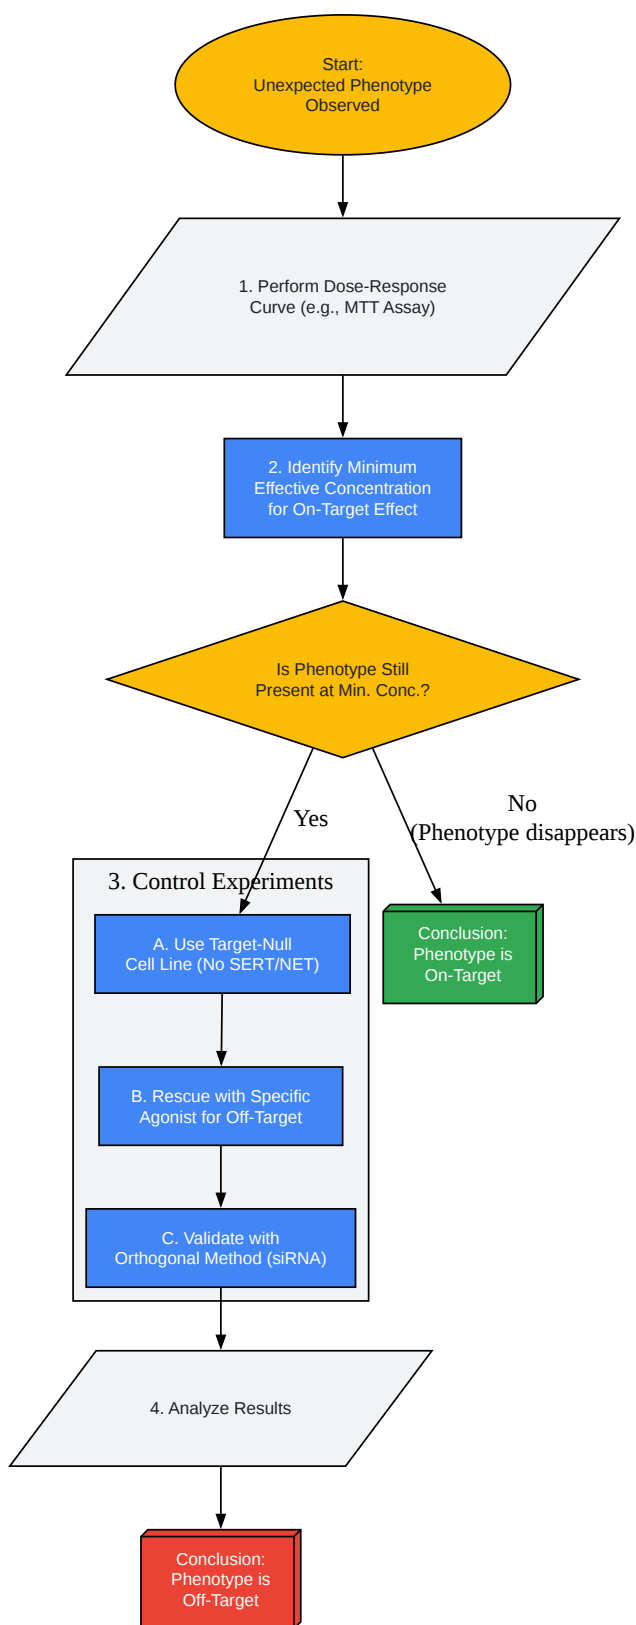 Start:
Unexpected Phenotype
Observed
1. Perform Dose-Response
Curve (e.g., MTT Assay)
2. Identify Minimum
Effective Concentration
for On-Target Effect
Is Phenotype Still
Present at Min. Conc.?
Yes
No
(Phenotype disappears)
3. Control Experiments
A. Use Target-Null
Cell Line (No SERT/NET)
Conclusion:
Phenotype is
On-Target
B. Rescue with Specific
Agonist for Off-Target
C. Validate with
Orthogonal Method (siRNA)
4. Analyze Results
Conclusion:
Phenotype is
Off-Target